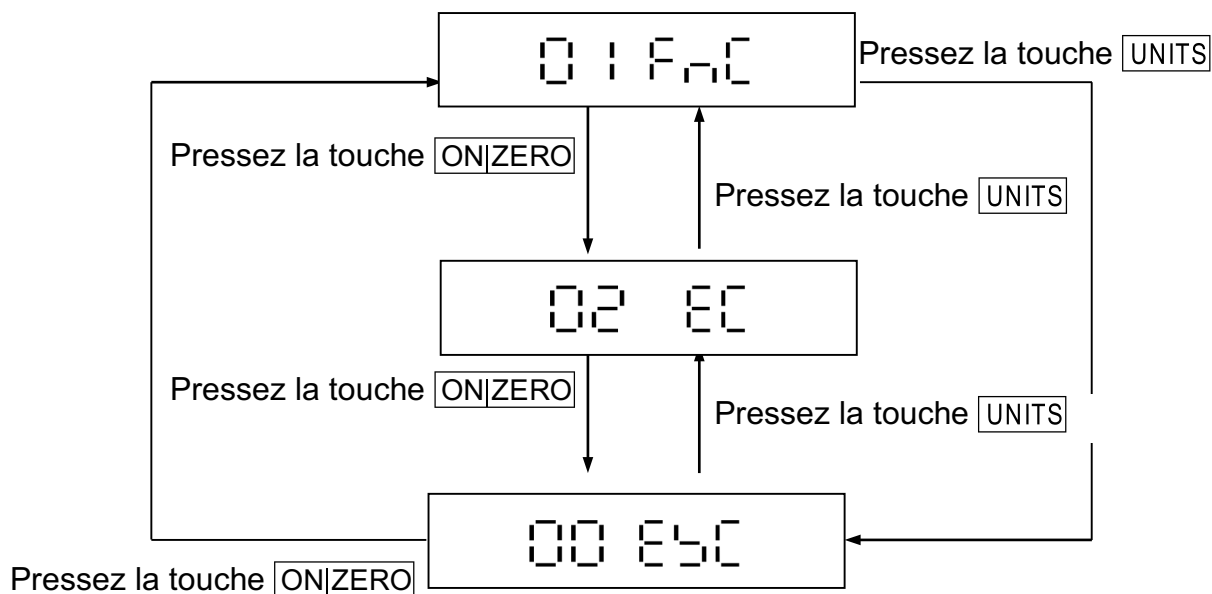 01 FnC
Pressez la touche UNITS
Pressez la touche ON|ZERO
Pressez la touche UNITS
02 EC
Pressez la touche ON|ZERO
Pressez la touche UNITS
00 ESC
Pressez la touche ON|ZERO